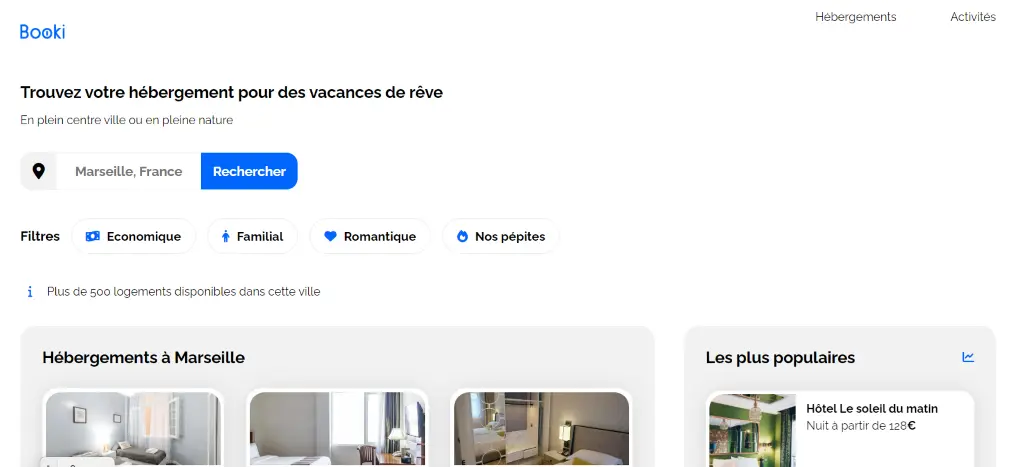 Booki
Hébergements
Activités
Trouvez votre hébergement pour des vacances de rêve
En plein centre ville ou en pleine nature
Marseille, France
Rechercher
Filtres
Economique
Familial
Romantique
Nos pépites
Plus de 500 logements disponibles dans cette ville
Hébergements à Marseille
Les plus populaires
Hôtel Le soleil du matin
Nuit à partir de 128€